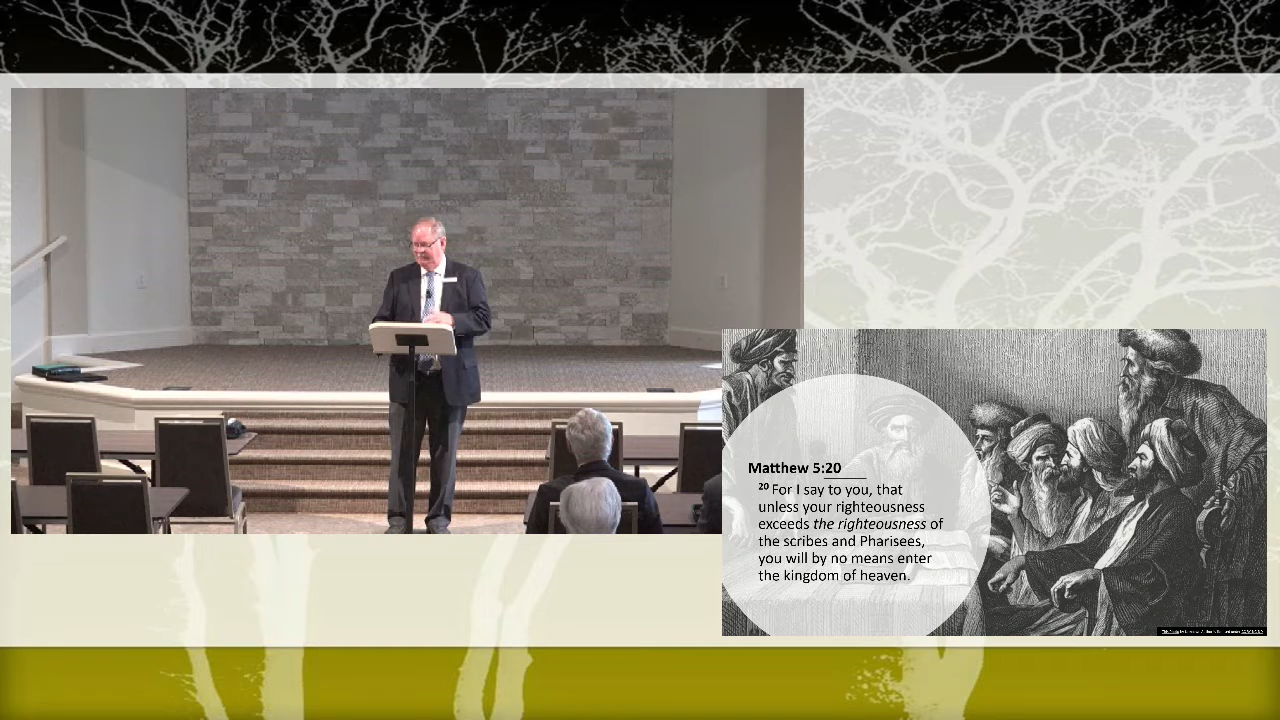 Matthew 5:20
20 For I say to you, that
unless your righteousness
exceeds the righteousness of
the scribes and Pharisees,
you will by no means enter
the kingdom of heaven.